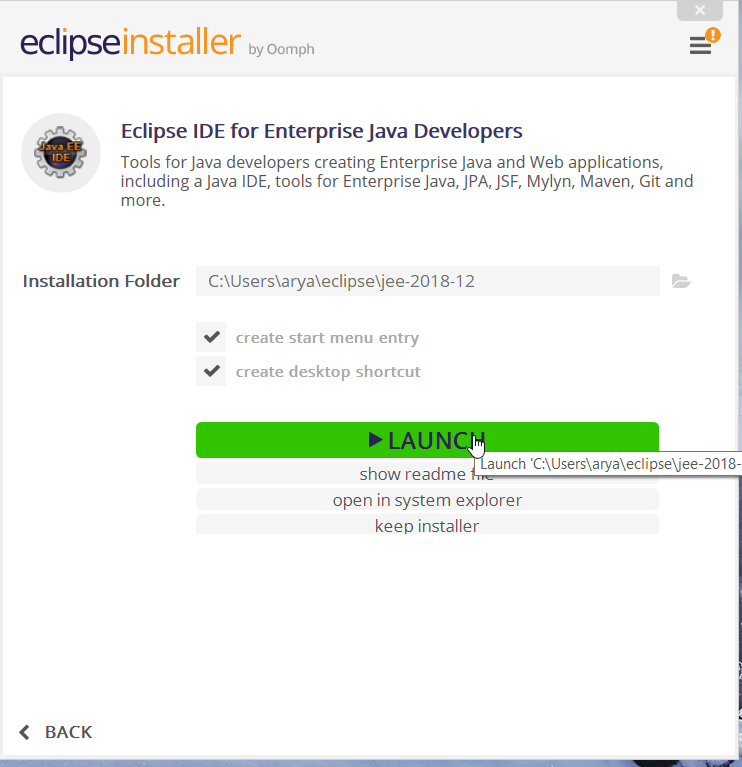 eclipseinstaller by Oomph
Java EE
IDE
Eclipse IDE for Enterprise Java Developers
Tools for Java developers creating Enterprise Java and Web applications,
including a Java IDE, tools for Enterprise Java, JPA, JSF, Mylyn, Maven, Git and
more.
Installation Folder C:\Users\arya\eclipse\jee-2018-12
create start menu entry
create desktop shortcut
LAUNCH
Launch 'C:\Users\arya\eclipse\jee-2018-
show readme file
open in system explorer
keep installer
BACK